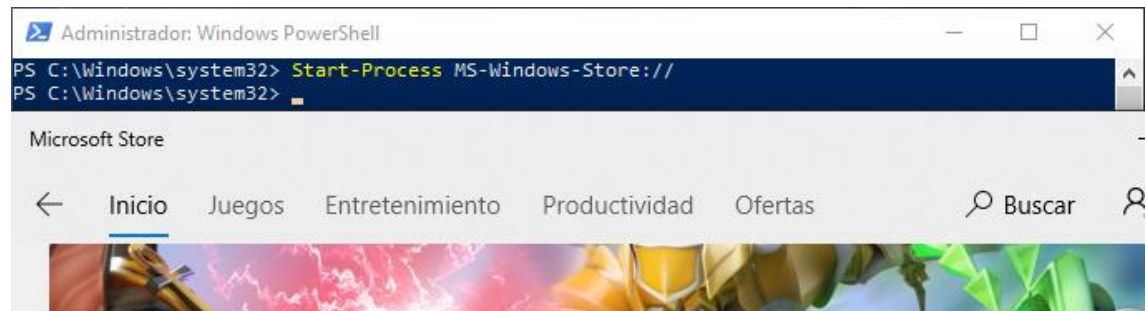 Administrador: Windows PowerShell
PS C:\Windows\system32> Start-Process MS-Windows-Store://
PS C:\Windows\system32>
Microsoft Store
Inicio Juegos Entretenimiento Productividad Ofertas Buscar